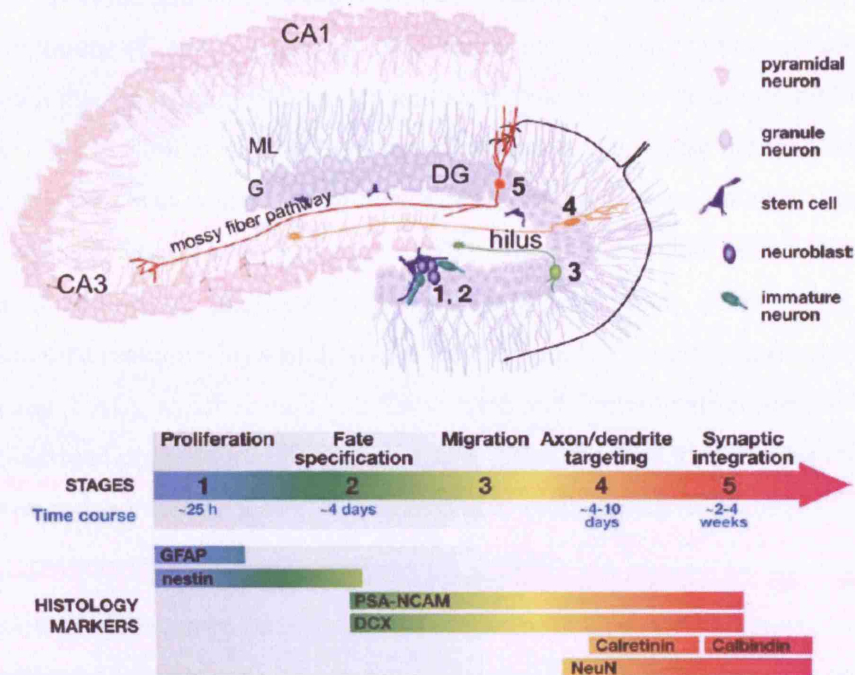 CA1
pyramidal
neuron
granule
neuron
stem cell
neuroblast
immature
neuron
ML
G
DG
5
4
mossy fiber pathway
hilus
CA3
1, 2
3
Proliferation
Fate
specification
Migration
Axon/dendrite
targeting
Synaptic
integration
STAGES
1
2
3
4
5
Time course
~25 h
~4 days
~4-10
days
~2-4
weeks
GFAP
nestin
HISTOLOGY
MARKERS
PSA-NCAM
DCX
Calretinin
Calbindin
NeuN